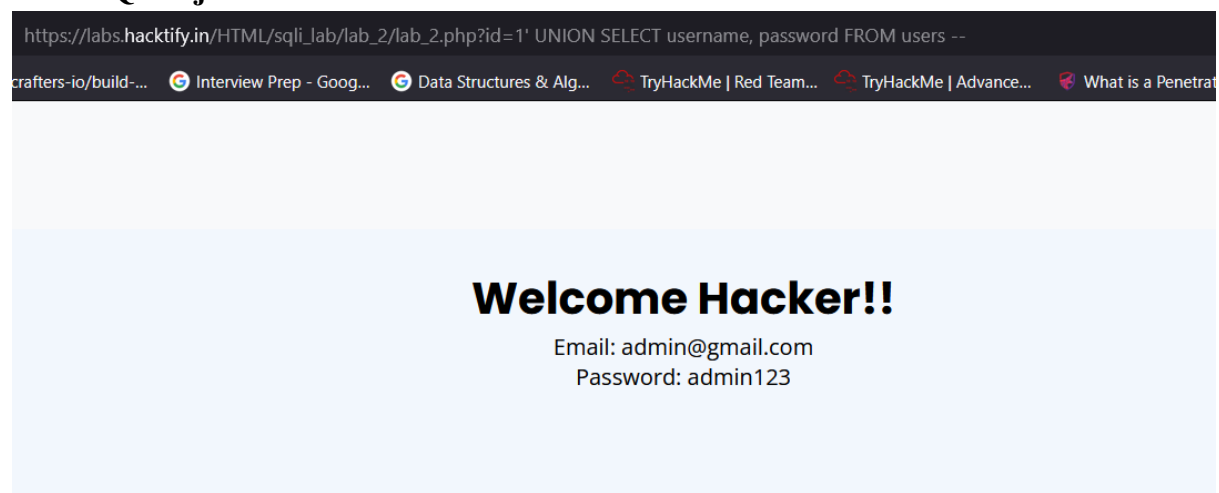 https://labs.hacktify.in/HTML/sqli_lab/lab_2/lab_2.php?id=1' UNION SELECT username, password FROM users --
crafters-io/build-... Interview Prep - Goog... Data Structures & Alg... TryHackMe | Red Team... TryHackMe | Advance... What is a Penetrat
Welcome Hacker!!
Email: admin@gmail.com
Password: admin123